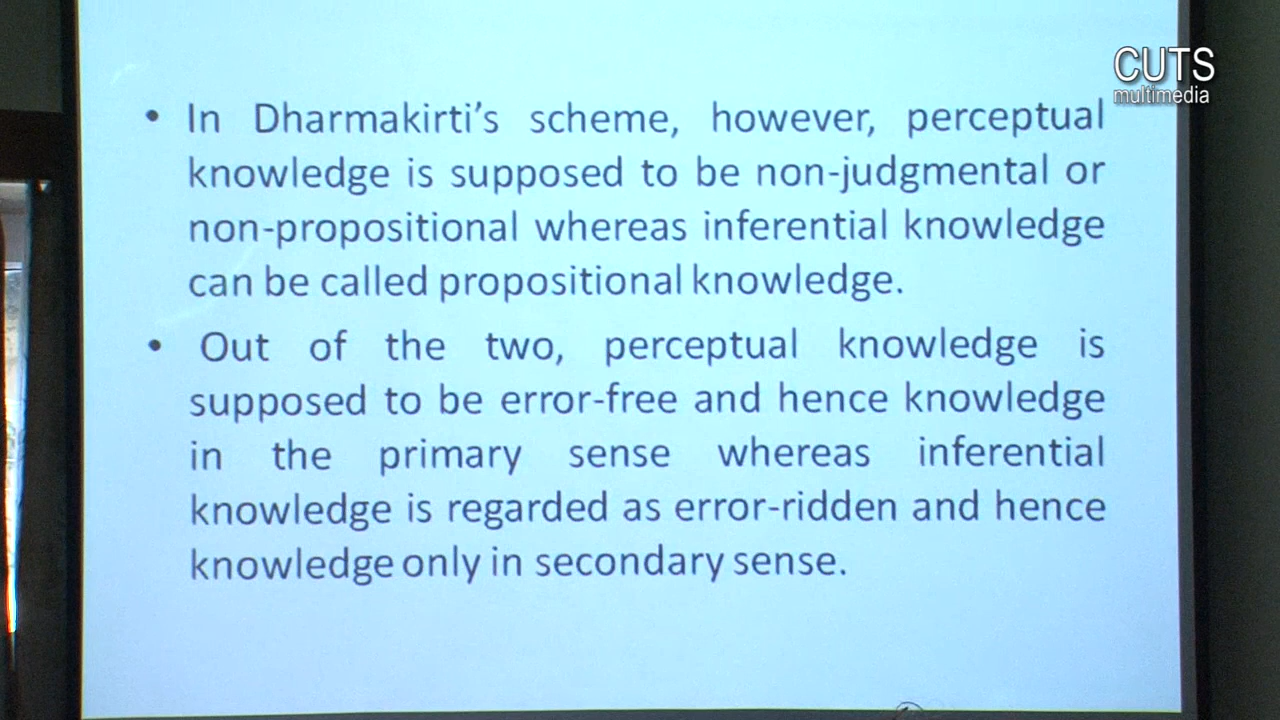 CUTS
multimedia
• In Dharmakirti's scheme, however, perceptual
knowledge is supposed to be non-judgmental or
non-propositional whereas inferential knowledge
can be called propositional knowledge.
• Out of the two, perceptual knowledge is
supposed to be error-free and hence knowledge
in the primary sense whereas inferential
knowledge is regarded as error-ridden and hence
knowledge only in secondary sense.